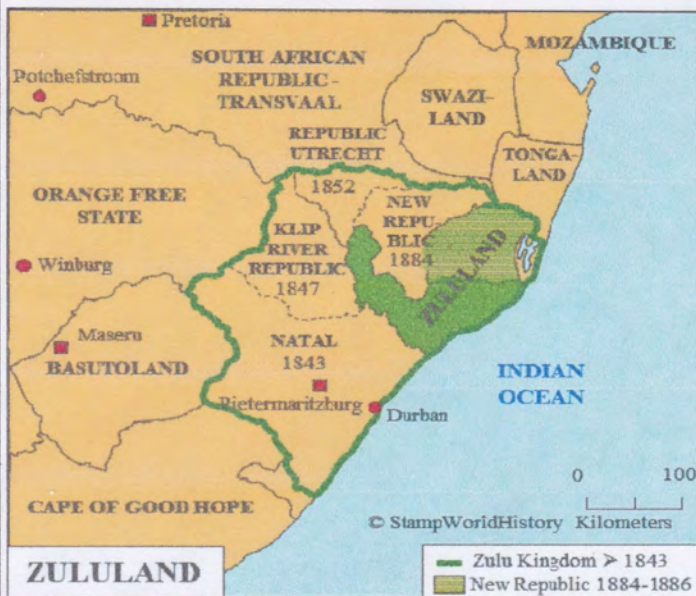 Pretoria
MOZAMBIQUE
SOUTH AFRICAN
REPUBLIC -
TRANSVAAL
Potchefstroom
SWAZI-
LAND
REPUBLIC
UTRECHT
1852
TONGA-
LAND
ORANGE FREE
STATE
NEW
REPU-
BLIC
1884
KLIP
RIVER
REPUBLIC
1847
ZULULAND
Winburg
Maseru
BASUTOLAND
NATAL
1843
Pietermaritzburg
Durban
INDIAN
OCEAN
CAPE OF GOOD HOPE
0 100
© StampWorldHistory Kilometers
ZULULAND
Zulu Kingdom > 1843
New Republic 1884-1886